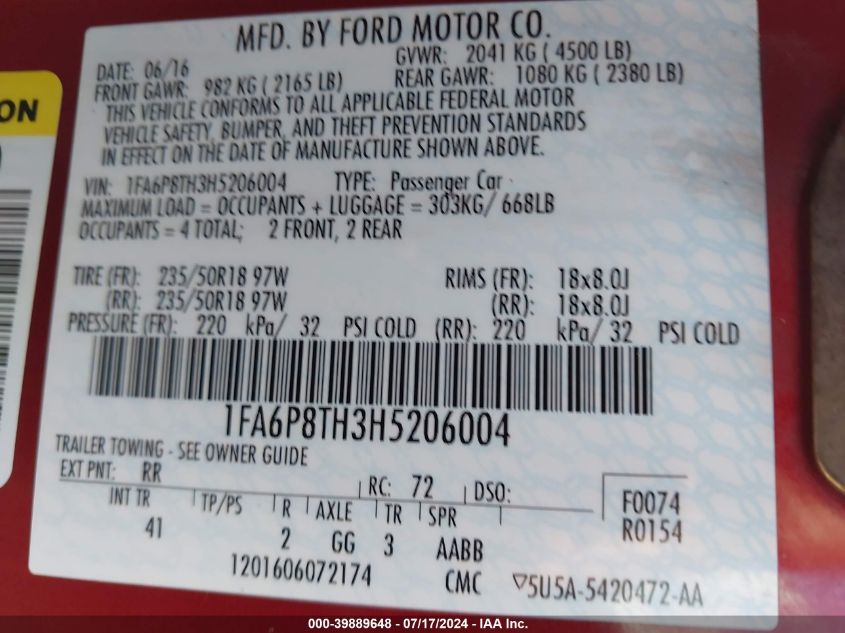 MFD. BY FORD MOTOR CO.
DATE: 06/16 GVWR: 2041 KG ( 4500 LB)
FRONT GAWR: 982 KG ( 2165 LB) REAR GAWR: 1080 KG ( 2380 LB)
THIS VEHICLE CONFORMS TO ALL APPLICABLE FEDERAL MOTOR
VEHICLE SAFETY, BUMPER, AND THEFT PREVENTION STANDARDS
IN EFFECT ON THE DATE OF MANUFACTURE SHOWN ABOVE.
ON
VIN: 1FA6P8TH3H5206004 TYPE: Passenger Car
MAXIMUM LOAD = OCCUPANTS + LUGGAGE = 303KG/ 668LB
OCCUPANTS = 4 TOTAL; 2 FRONT, 2 REAR
TIRE (FR): 235/50R18 97W RIMS (FR): 18x8.0J
(RR): 235/50R18 97W (RR): 18x8.0J
PRESSURE (FR): 220 kPa/ 32 PSI COLD (RR): 220 kPa/ 32 PSI COLD
1FA6P8TH3H5206004
TRAILER TOWING - SEE OWNER GUIDE
EXT PNT: RR RC: 72 DSO:
INT TR TP/PS R AXLE TR SPR F0074
41 2 GG 3 AABB R0154
1201606072174 CMC 5U5A-5420472-AA
000-39889648 - 07/17/2024 - IAA Inc.